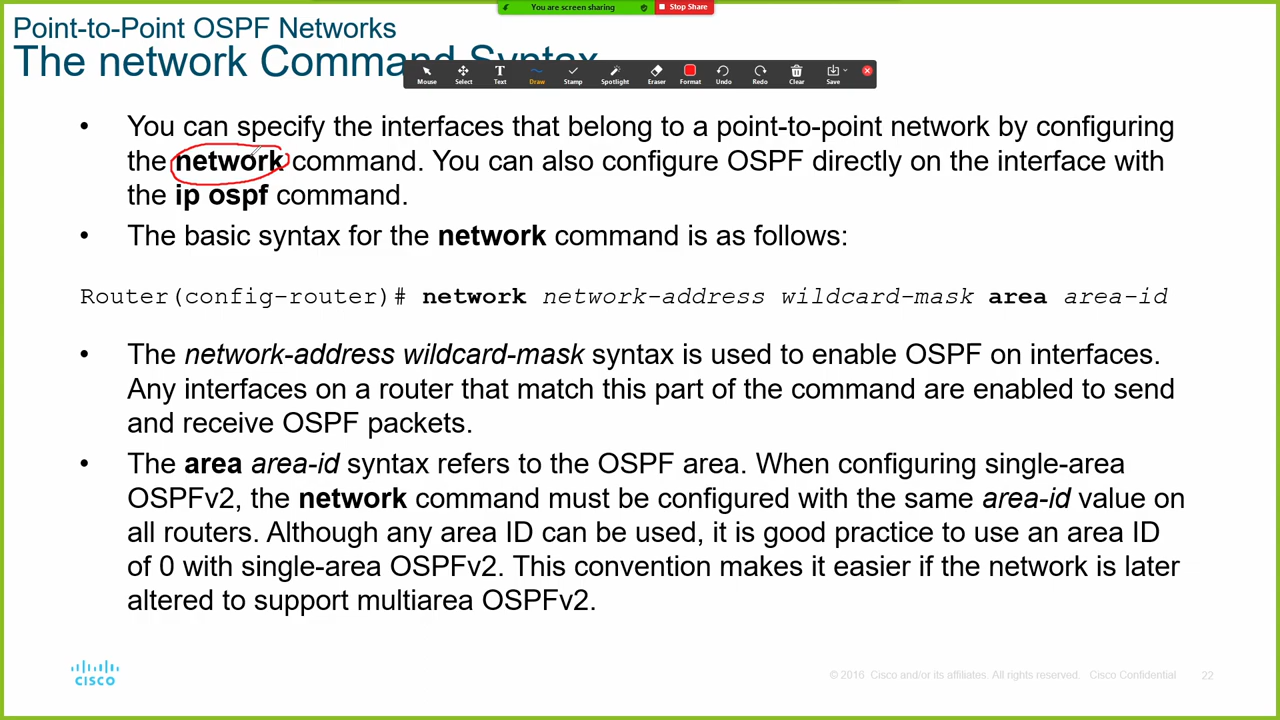 You are screen sharing Stop Share
Point-to-Point OSPF Networks
The network Command Syntax
Mouse Select Text Draw Stamp Spotlight Eraser Format Undo Redo Clear Save
• You can specify the interfaces that belong to a point-to-point network by configuring
the network command. You can also configure OSPF directly on the interface with
the ip ospf command.
• The basic syntax for the network command is as follows:
Router(config-router)# network network-address wildcard-mask area area-id
• The network-address wildcard-mask syntax is used to enable OSPF on interfaces.
Any interfaces on a router that match this part of the command are enabled to send
and receive OSPF packets.
• The area area-id syntax refers to the OSPF area. When configuring single-area
OSPFv2, the network command must be configured with the same area-id value on
all routers. Although any area ID can be used, it is good practice to use an area ID
of 0 with single-area OSPFv2. This convention makes it easier if the network is later
altered to support multiarea OSPFv2.
CISCO
© 2016 Cisco and/or its affiliates. All rights reserved. Cisco Confidential 22